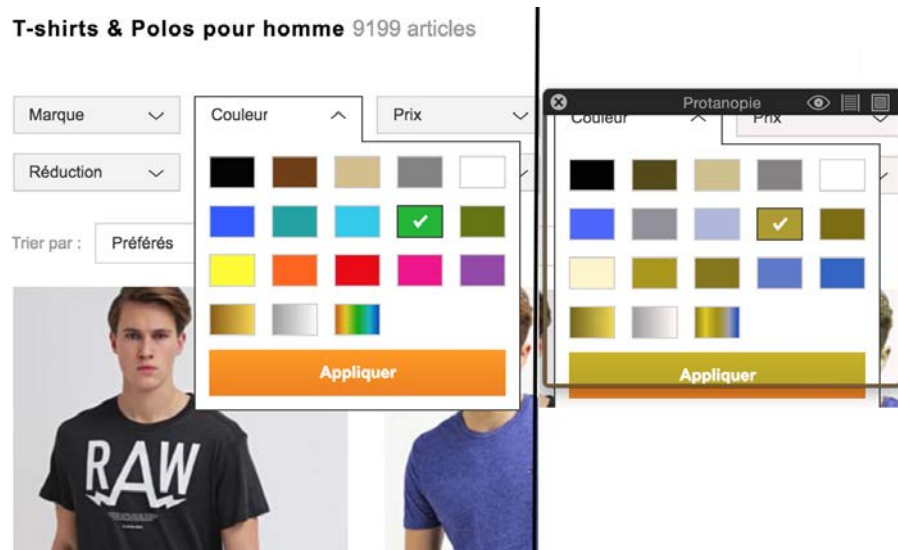 T-shirts & Polos pour homme 9199 articles
Marque
Couleur
Prix
Réduction
Trier par :
Préférés
Appliquer
RAW
Protanopie
Couleur
Prix
Appliquer